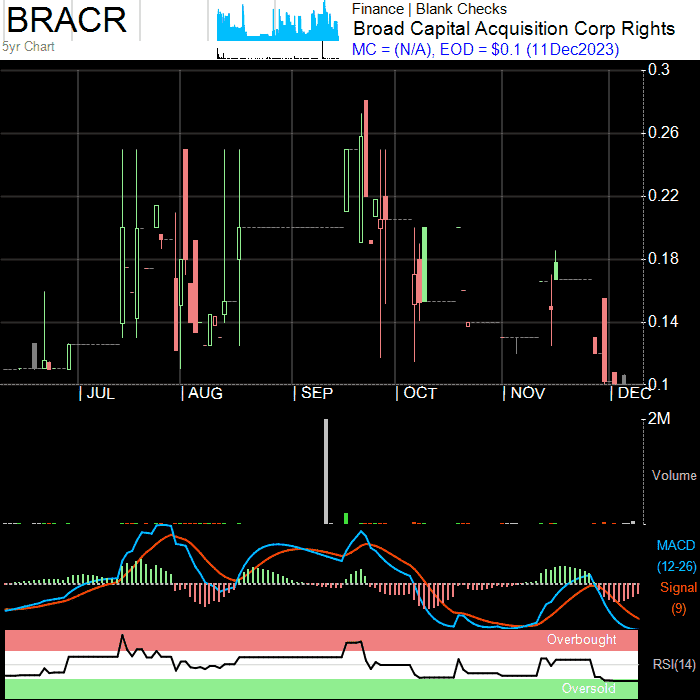 BRACR
5yr Chart
Finance | Blank Checks
Broad Capital Acquisition Corp Rights
MC = (N/A), EOD = $0.1 (11Dec2023)
0.3
0.26
0.22
0.18
0.14
0.1
| JUL | AUG | SEP | OCT | NOV | DEC
2M
Volume
MACD
(12-26)
Signal
(9)
Overbought
RSI(14)
Oversold